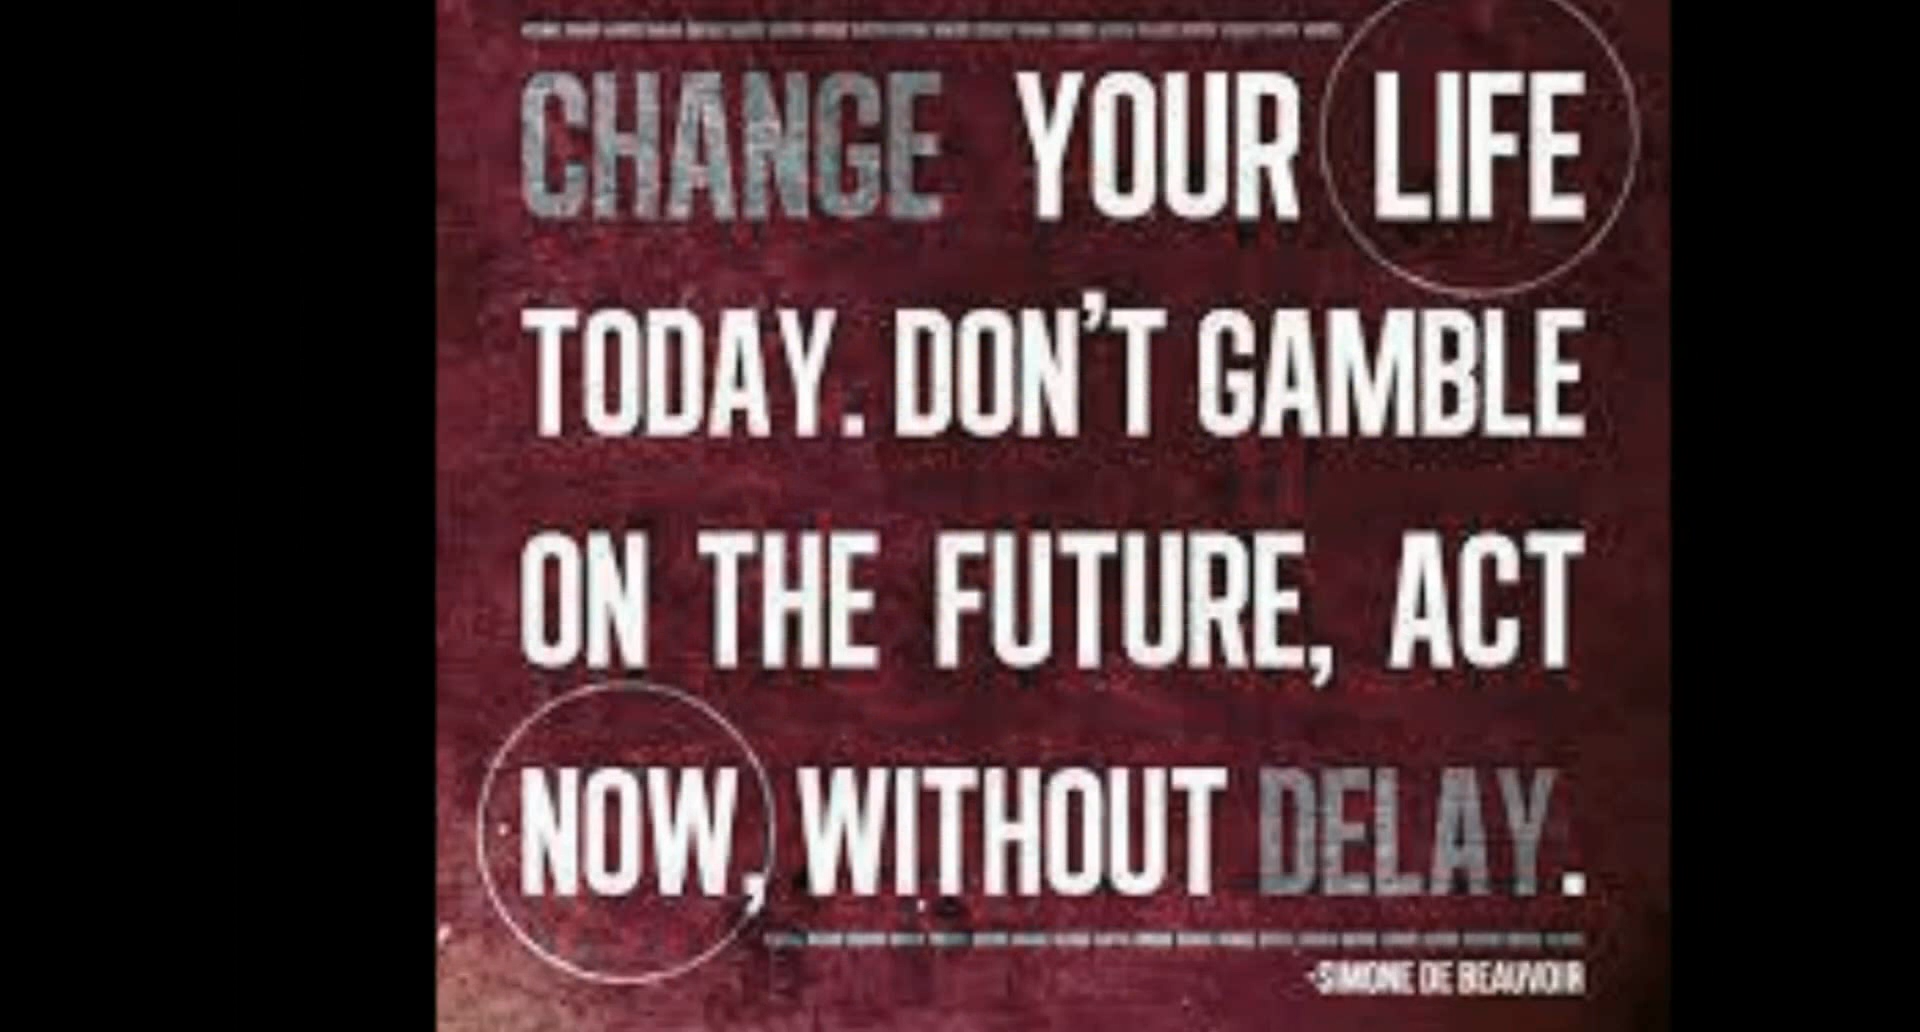 CHANGE YOUR LIFE
TODAY. DON'T GAMBLE
ON THE FUTURE, ACT
NOW, WITHOUT DELAY.
-SIMONE DE BEAUVOIR